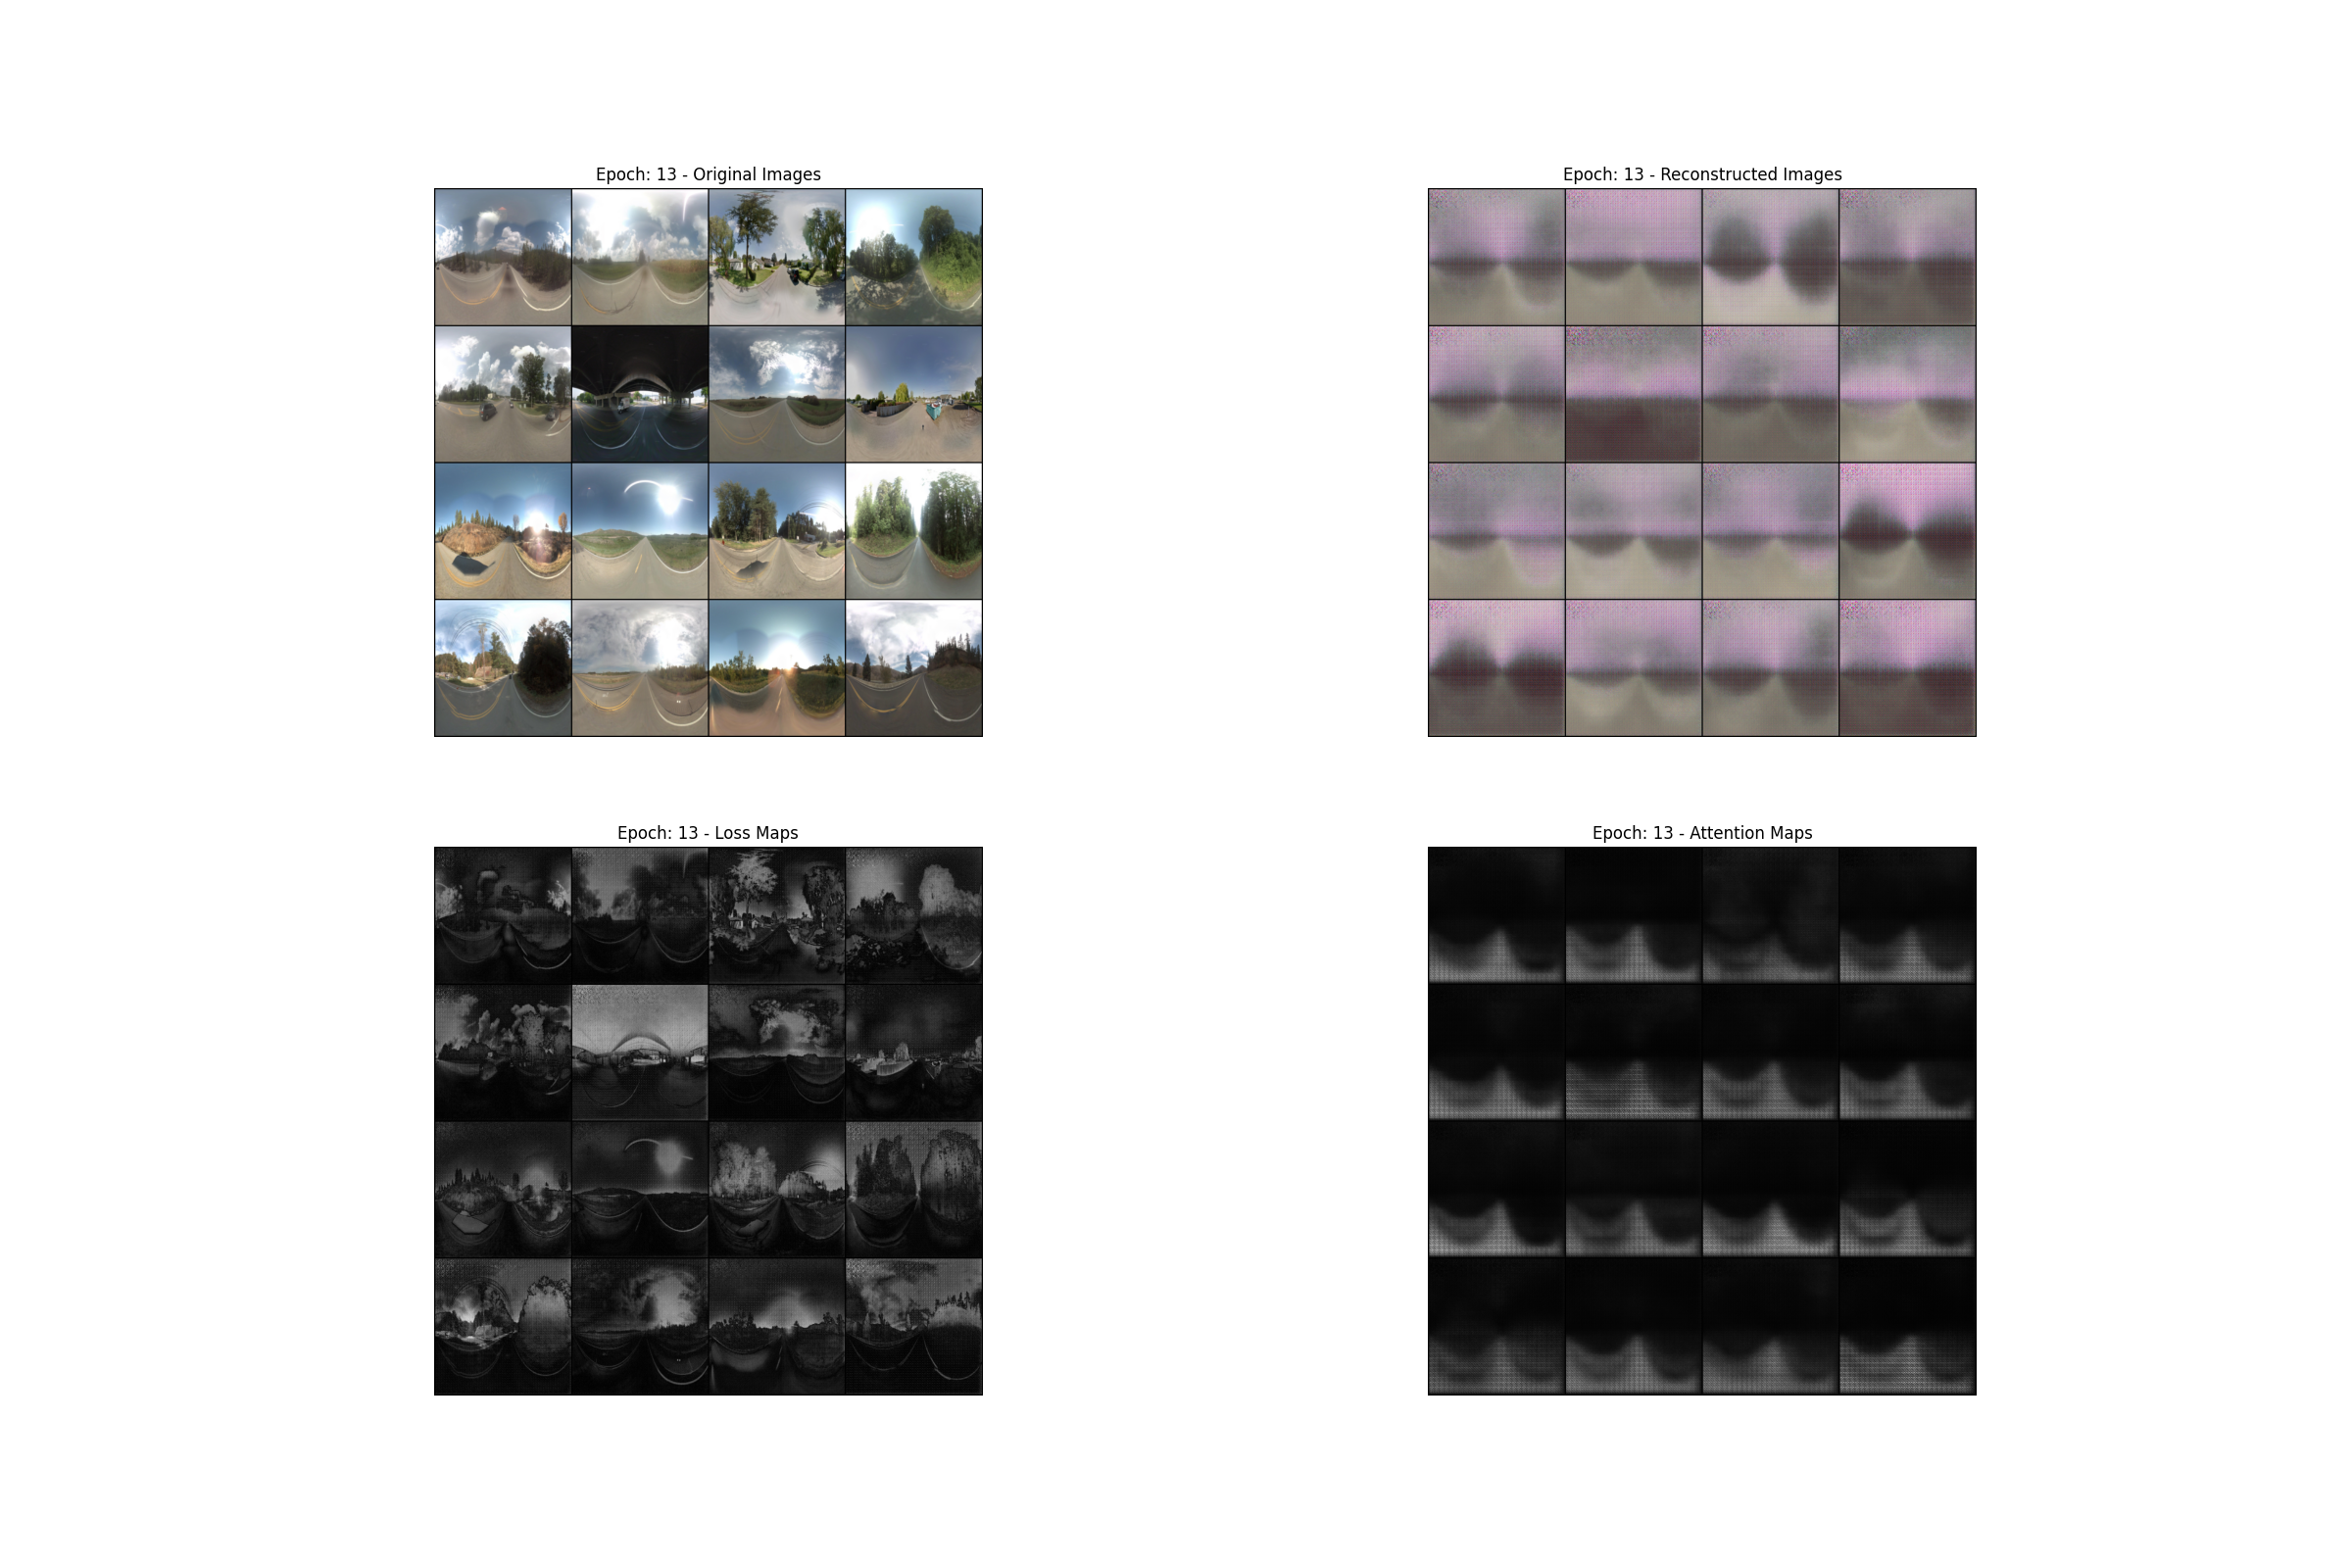 Epoch: 13 - Original Images
Epoch: 13 - Reconstructed Images
Epoch: 13 - Loss Maps
Epoch: 13 - Attention Maps